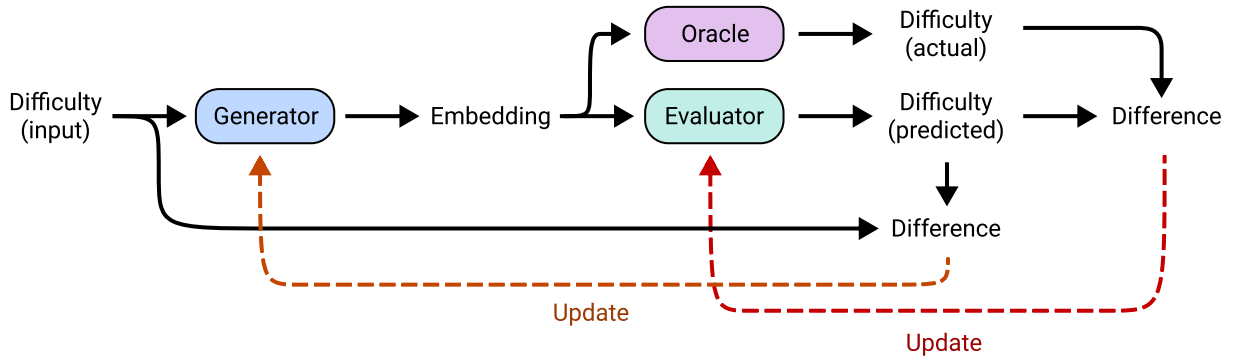 Difficulty
(input)
Generator
Embedding
Oracle
Evaluator
Difficulty
(actual)
Difficulty
(predicted)
Difference
Difference
Update
Update